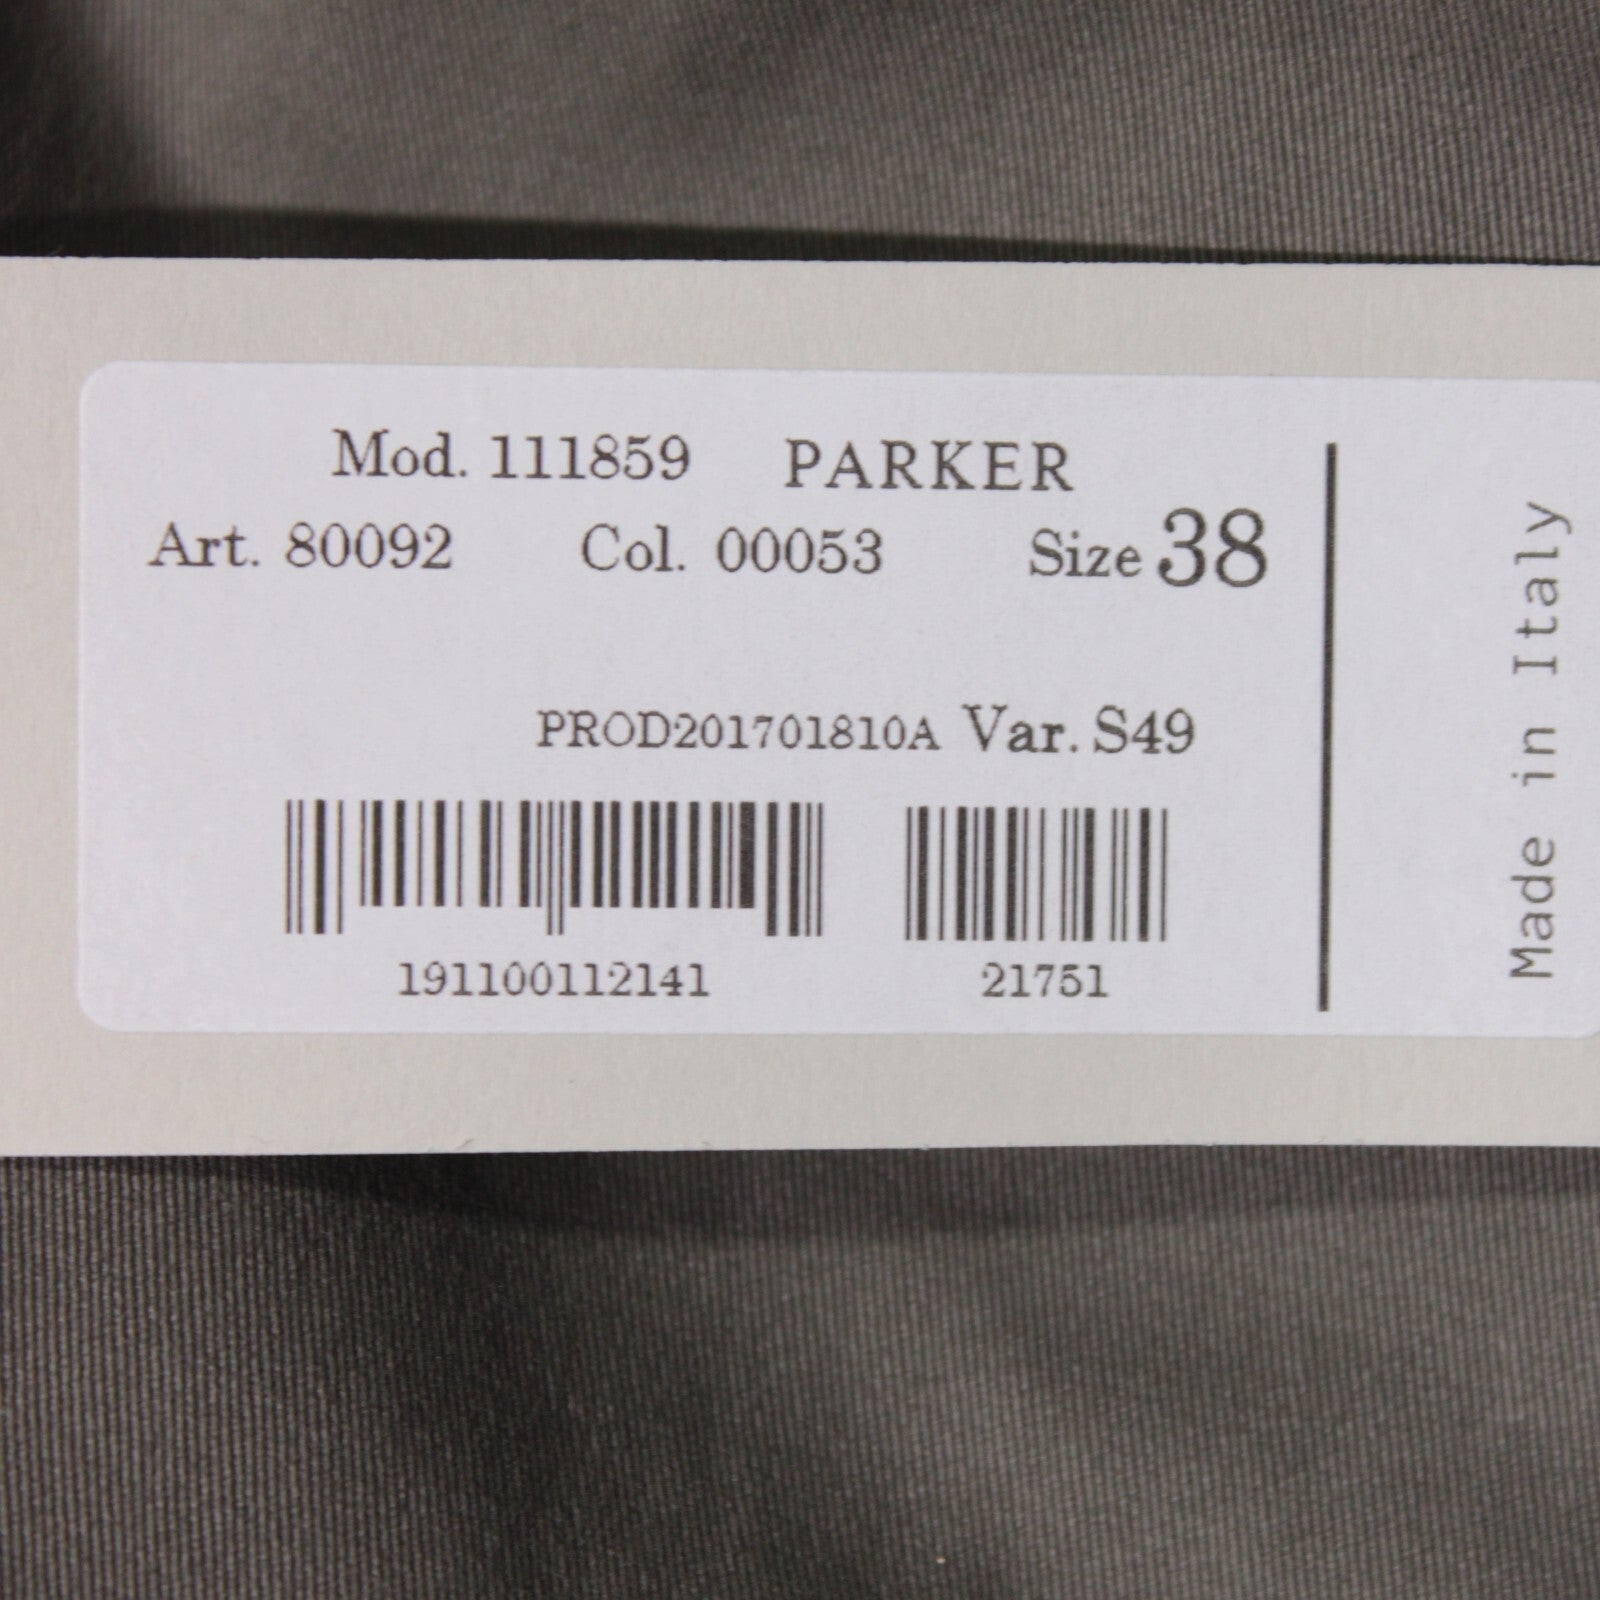 Mod. 111859 PARKER
Art. 80092 Col. 00053 Size 38
PROD201701810A Var. S49
191100112141 21751
Made in Italy